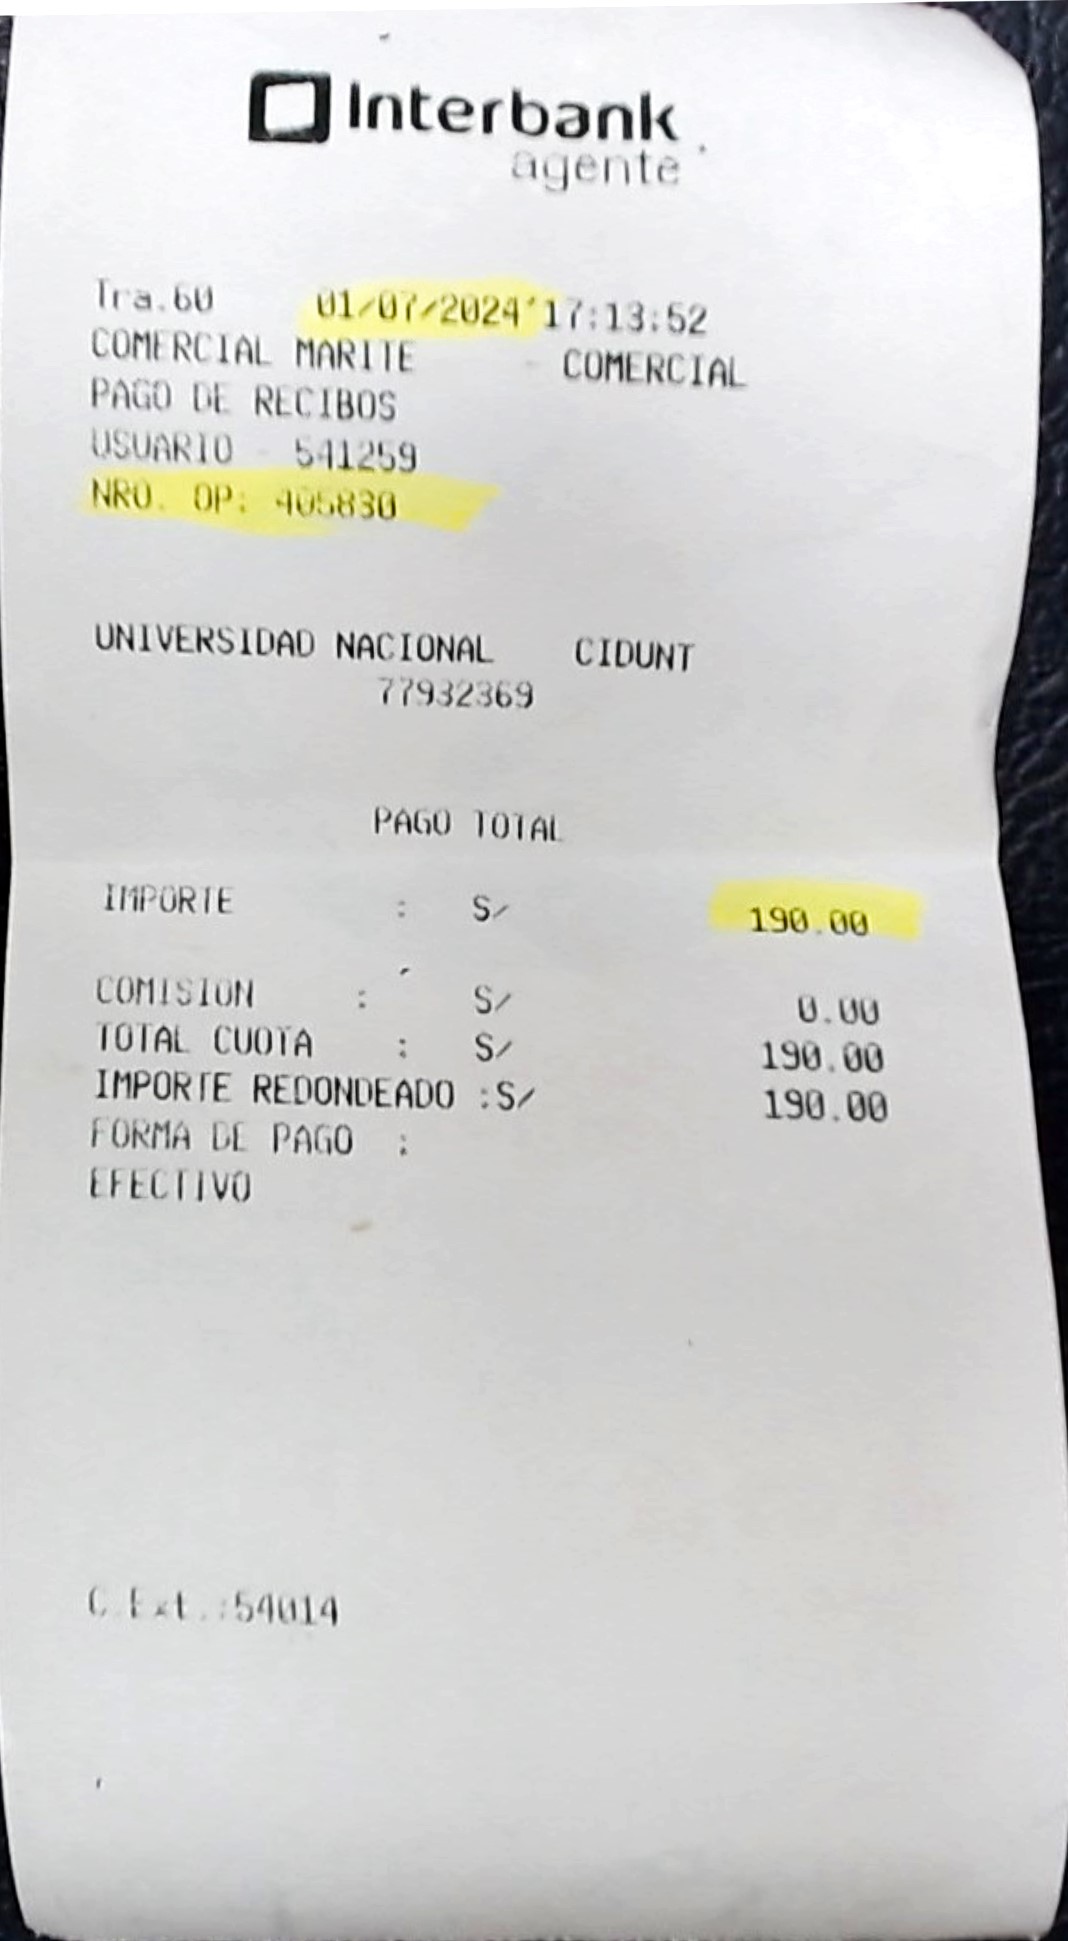 Interbank
agente
Tra.60 01/07/2024 17:13:52
COMERCIAL MARITE - COMERCIAL
PAGO DE RECIBOS
USUARIO - 541259
NRO. OP: 405830
UNIVERSIDAD NACIONAL CIDUNT
77932369
PAGO TOTAL
IMPORTE : S/ 190.00
COMISION : S/ 0.00
TOTAL CUOTA : S/ 190.00
IMPORTE REDONDEADO :S/ 190.00
FORMA DE PAGO :
EFECTIVO
C.Ext.:54014